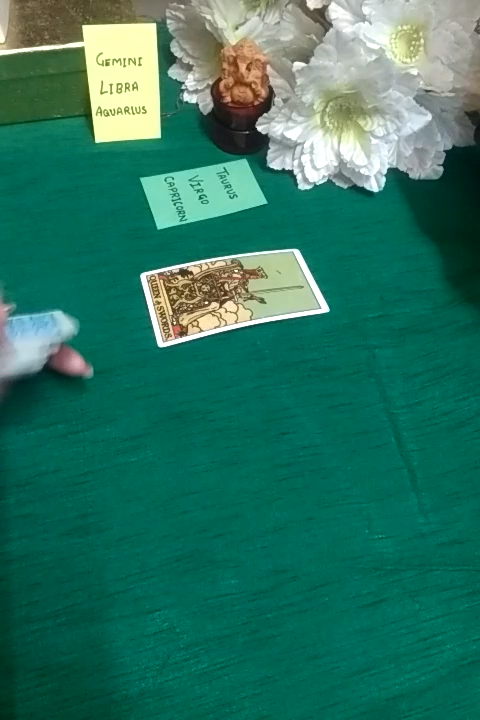 GEMINI
LIBRA
AQUARIUS
TAURUS
VIRGO
CAPRICORN
QUEEN of SWORDS.